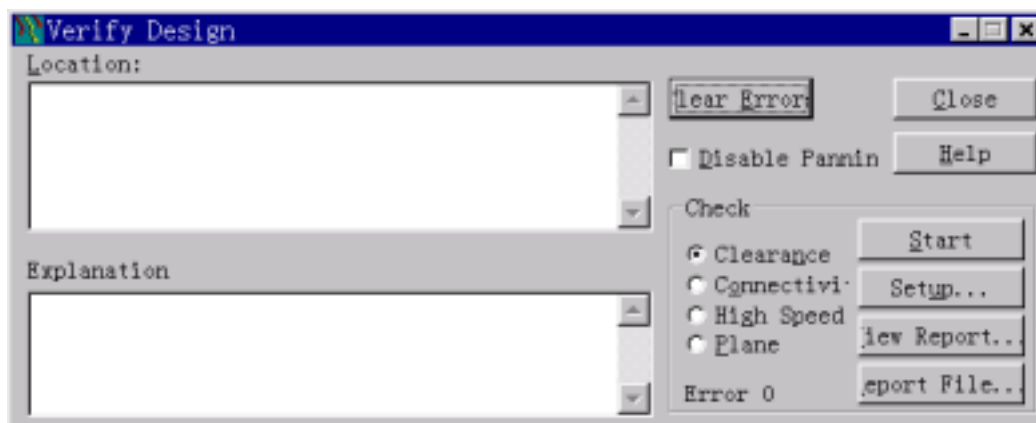 Verify Design
Location:
lear Error
Close
Disable Pannin
Help
Check
Clearance
Start
Connectivi
Setup...
High Speed
iew Report...
Plane
eport File...
Error 0
Explanation